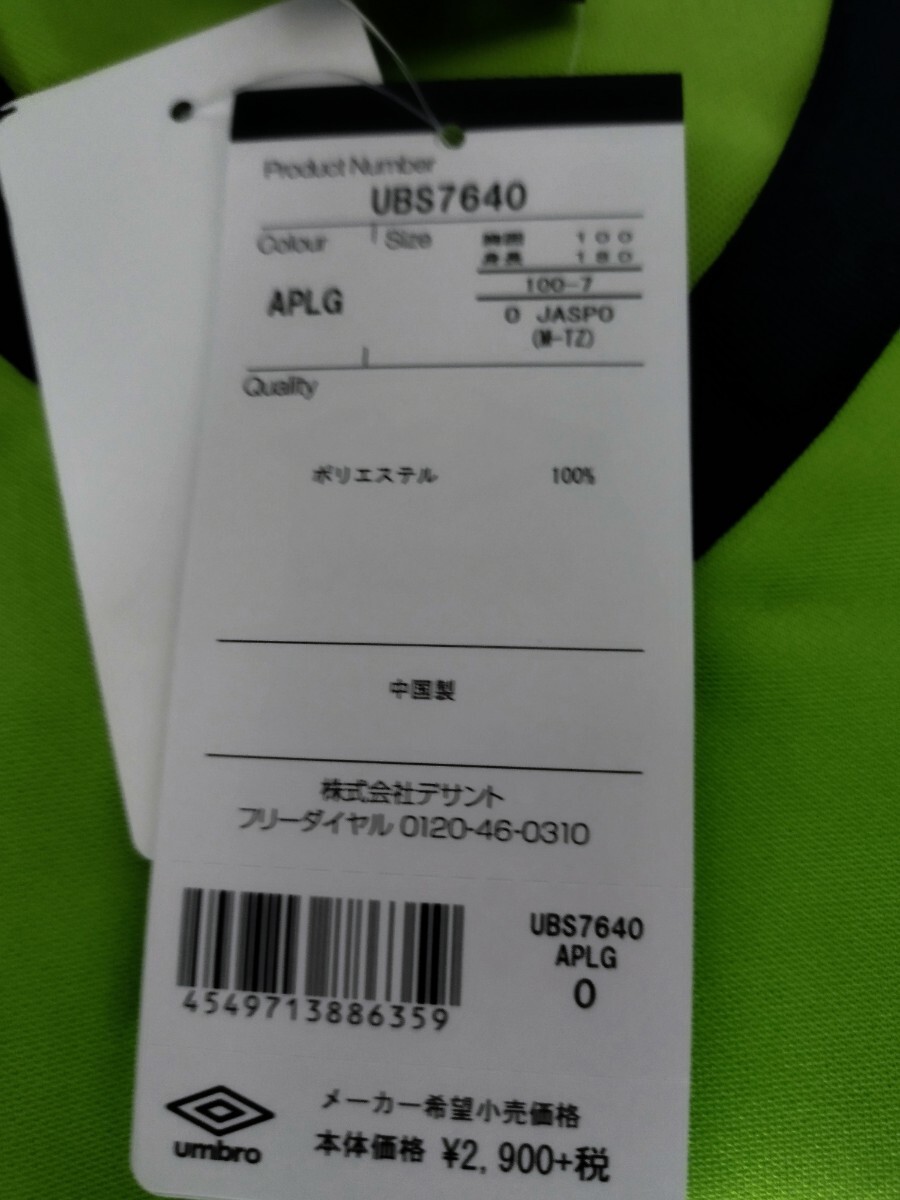 Product Number
UBS7640
Colour
Size
胸囲 100
身長 180
APLG
100-7
O JASPO
(M-TZ)
Quality
ポリエステル 100%
中国製
株式会社デサント
フリーダイヤル 0120-46-0310
UBS7640
APLG
O
4549713886359
umbro
メーカー希望小売価格
本体価格 ¥2,900+税